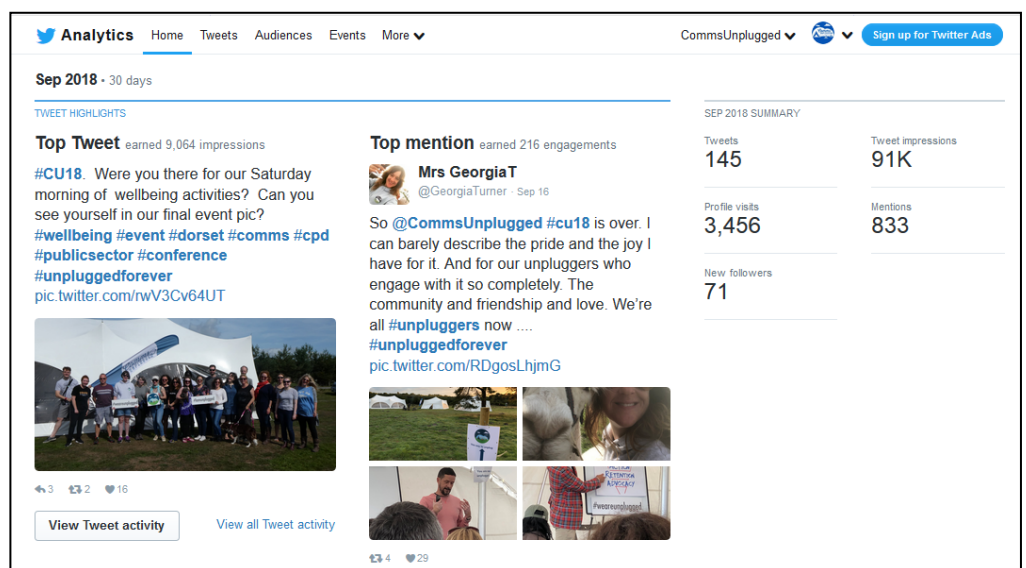 Analytics Home Tweets Audiences Events More CommsUnplugged Sign up for Twitter Ads
Sep 2018 • 30 days
TWEET HIGHLIGHTS
Top Tweet earned 9,064 impressions
#CU18. Were you there for our Saturday
morning of wellbeing activities? Can you
see yourself in our final event pic?
#wellbeing #event #dorset #comms #cpd
#publicsector #conference
#unpluggedforever
pic.twitter.com/rwV3Cv64UT
3 2 16
View Tweet activity View all Tweet activity
Top mention earned 216 engagements
Mrs GeorgiaT
@GeorgiaTurner · Sep 16
So @CommsUnplugged #cu18 is over. I
can barely describe the pride and the joy I
have for it. And for our unpluggers who
engage with it so completely. The
community and friendship and love. We're
all #unpluggers now ....
#unpluggedforever
pic.twitter.com/RDgosLhjmG
RETENTION
ADVOCACY
#weareunplugged
4 29
SEP 2018 SUMMARY
Tweets
145
Tweet impressions
91K
Profile visits
3,456
Mentions
833
New followers
71